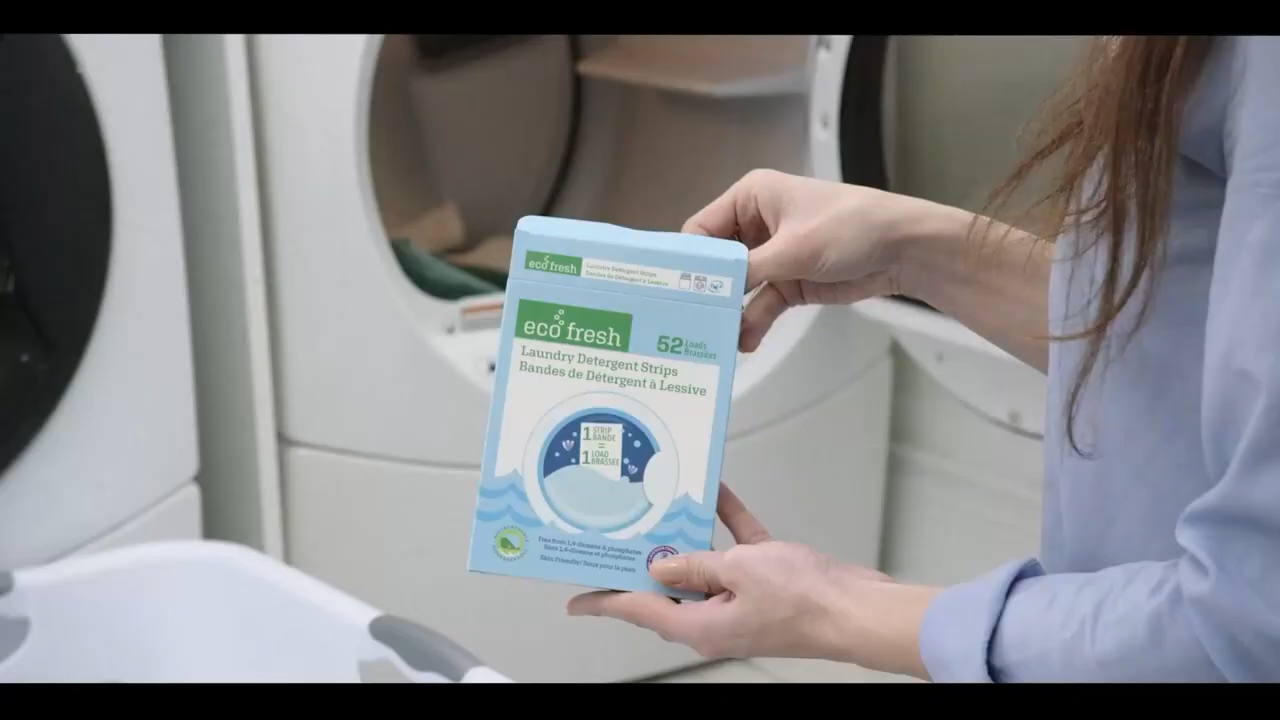 eco fresh
Laundry Detergent Strips
Bandes de Détergent à Lessive
eco fresh
52 Loads
Brassées
Laundry Detergent Strips
Bandes de Détergent à Lessive
1 STRIP
BANDE
=
1 LOAD
BRASSÉE
Free from 1,4-dioxane & phosphates
Sans 1,4-dioxane et phosphates
Skin Friendly/Doux pour la peau